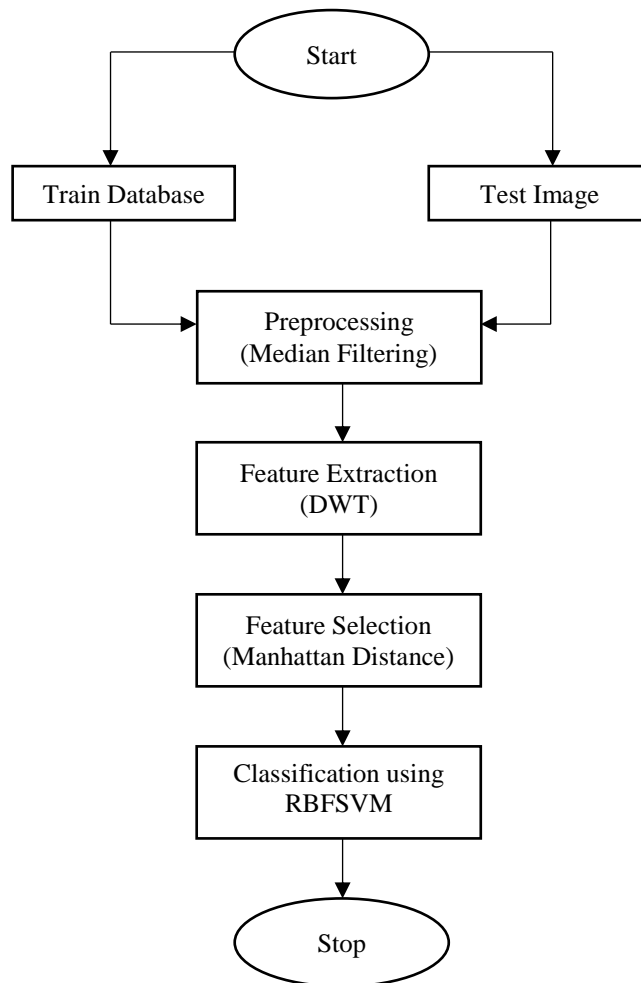 Start
Train Database
Test Image
Preprocessing
(Median Filtering)
Feature Extraction
(DWT)
Feature Selection
(Manhattan Distance)
Classification using
RBFSVM
Stop